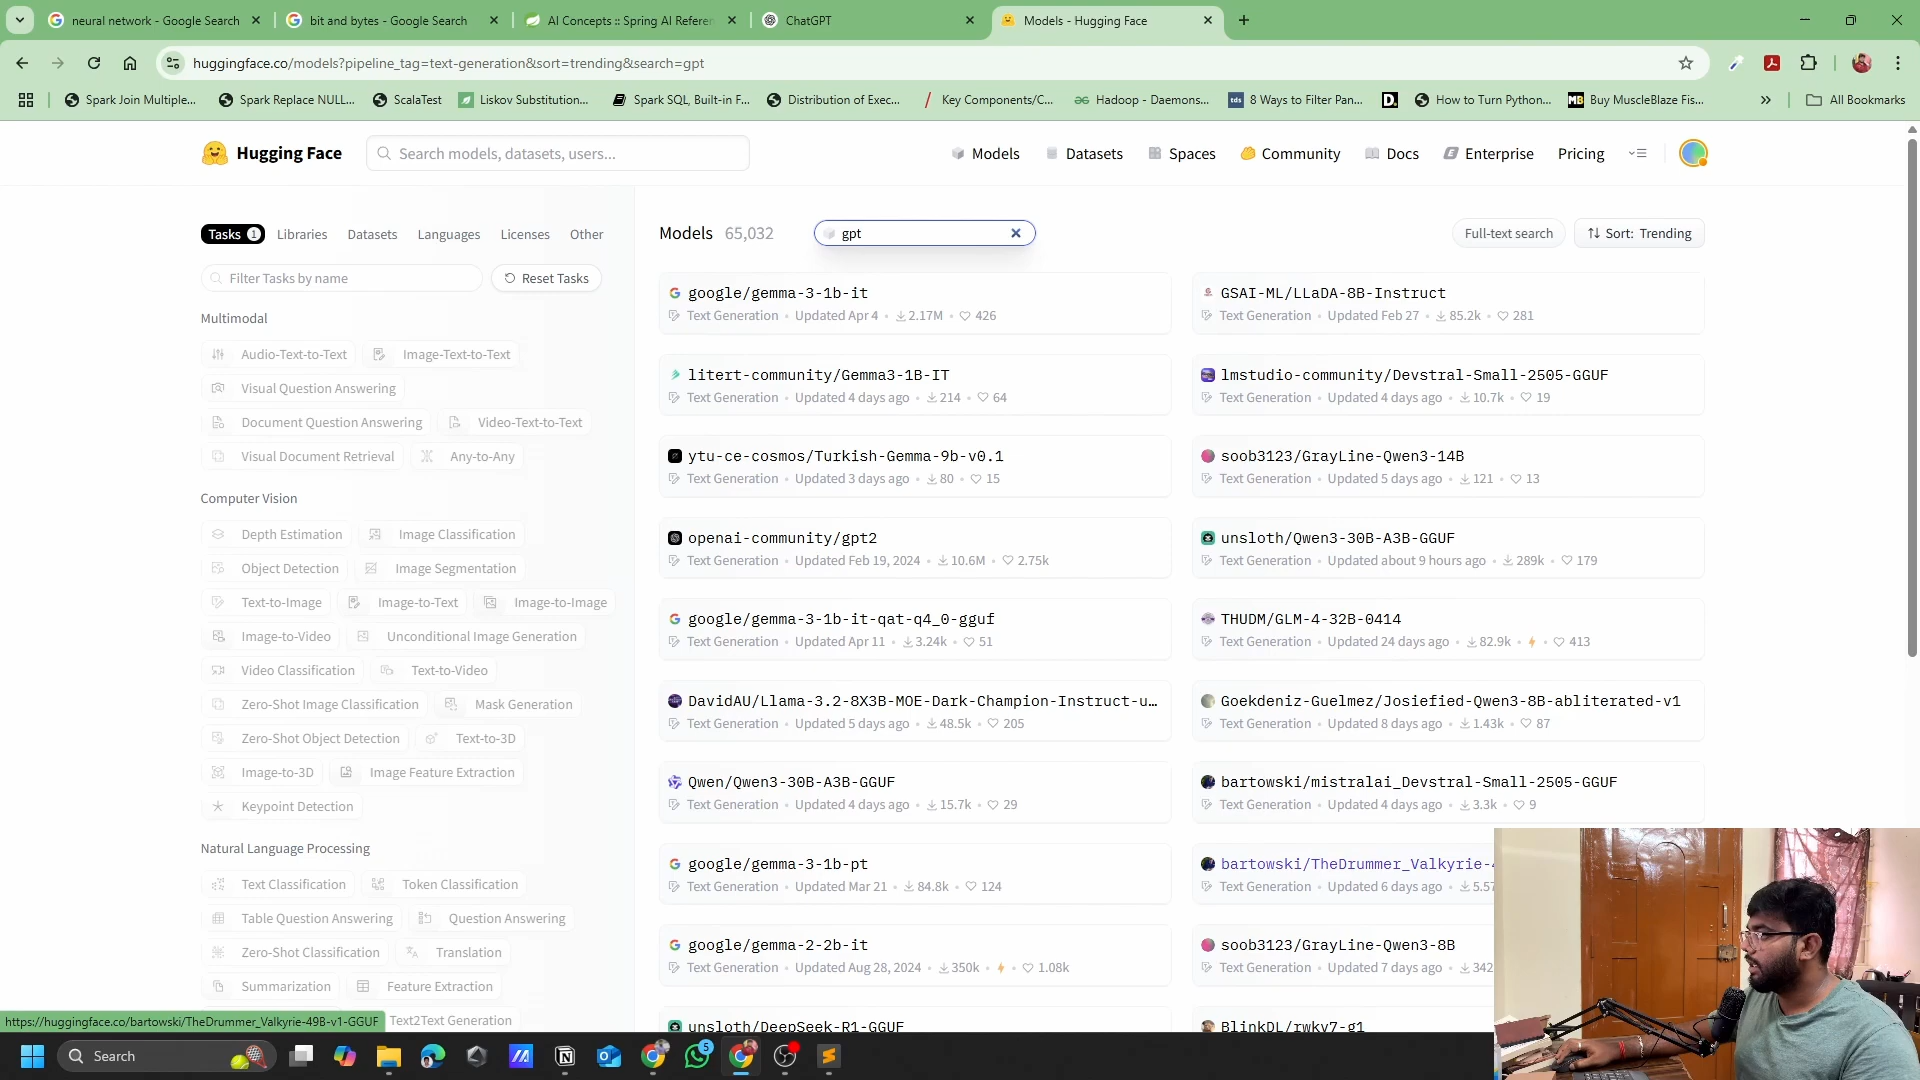 neural network - Google Search
bit and bytes - Google Search
AI Concepts :: Spring AI Referen
ChatGPT
Models - Hugging Face
huggingface.co/models?pipeline_tag=text-generation&sort=trending&search=gpt
Spark Join Multiple...
Spark Replace NULL...
ScalaTest
Liskov Substitution...
Spark SQL, Built-in F...
Distribution of Exec...
Key Components/C...
Hadoop - Daemons...
8 Ways to Filter Pan...
How to Turn Python...
Buy MuscleBlaze Fis...
All Bookmarks
Hugging Face
Search models, datasets, users...
Models
Datasets
Spaces
Community
Docs
Enterprise
Pricing
Tasks 1
Libraries
Datasets
Languages
Licenses
Other
Filter Tasks by name
Reset Tasks
Multimodal
Audio-Text-to-Text
Image-Text-to-Text
Visual Question Answering
Document Question Answering
Video-Text-to-Text
Visual Document Retrieval
Any-to-Any
Computer Vision
Depth Estimation
Image Classification
Object Detection
Image Segmentation
Text-to-Image
Image-to-Text
Image-to-Image
Image-to-Video
Unconditional Image Generation
Video Classification
Text-to-Video
Zero-Shot Image Classification
Mask Generation
Zero-Shot Object Detection
Text-to-3D
Image-to-3D
Image Feature Extraction
Keypoint Detection
Natural Language Processing
Text Classification
Token Classification
Table Question Answering
Question Answering
Zero-Shot Classification
Translation
Summarization
Feature Extraction
Text2Text Generation
Models 65,032
gpt
Full-text search
Sort: Trending
google/gemma-3-1b-it
Text Generation • Updated Apr 4 • 2.17M • 426
GSAI-ML/LLaDA-8B-Instruct
Text Generation • Updated Feb 27 • 85.2k • 281
litert-community/Gemma3-1B-IT
Text Generation • Updated 4 days ago • 214 • 64
lmstudio-community/Devstral-Small-2505-GGUF
Text Generation • Updated 4 days ago • 10.7k • 19
ytu-ce-cosmos/Turkish-Gemma-9b-v0.1
Text Generation • Updated 3 days ago • 80 • 15
soob3123/GrayLine-Qwen3-14B
Text Generation • Updated 5 days ago • 121 • 13
openai-community/gpt2
Text Generation • Updated Feb 19, 2024 • 10.6M • 2.75k
unsloth/Qwen3-30B-A3B-GGUF
Text Generation • Updated about 9 hours ago • 289k • 179
google/gemma-3-1b-it-qat-q4_0-gguf
Text Generation • Updated Apr 11 • 3.24k • 51
THUDM/GLM-4-32B-0414
Text Generation • Updated 24 days ago • 82.9k • 413
DavidAU/Llama-3.2-8X3B-MOE-Dark-Champion-Instruct-u…
Text Generation • Updated 5 days ago • 48.5k • 205
Goekdeniz-Guelmez/Josiefied-Qwen3-8B-abliterated-v1
Text Generation • Updated 8 days ago • 1.43k • 87
Qwen/Qwen3-30B-A3B-GGUF
Text Generation • Updated 4 days ago • 15.7k • 29
bartowski/mistralai_Devstral-Small-2505-GGUF
Text Generation • Updated 4 days ago • 3.3k • 9
google/gemma-3-1b-pt
Text Generation • Updated Mar 21 • 84.8k • 124
bartowski/TheDrummer_Valkyrie-4
Text Generation • Updated 6 days ago • 5.57
google/gemma-2-2b-it
Text Generation • Updated Aug 28, 2024 • 350k • 1.08k
soob3123/GrayLine-Qwen3-8B
Text Generation • Updated 7 days ago • 342
unsloth/DeepSeek-R1-GGUF
BlinkDL/rwkv7-g1
https://huggingface.co/bartowski/TheDrummer_Valkyrie-49B-v1-GGUF
Search
5